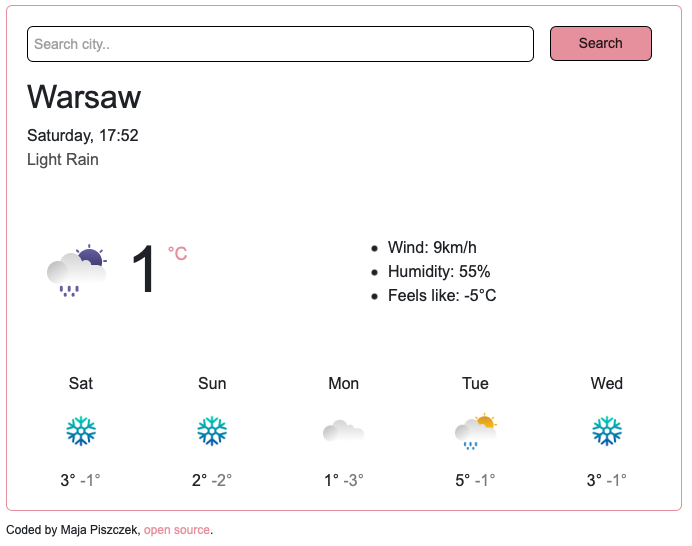 Search city..
Search
Warsaw
Saturday, 17:52
Light Rain
1 °C
Wind: 9km/h
Humidity: 55%
Feels like: -5°C
Sat Sun Mon Tue Wed
3° -1° 2° -2° 1° -3° 5° -1° 3° -1°
Coded by Maja Piszczek, open source.